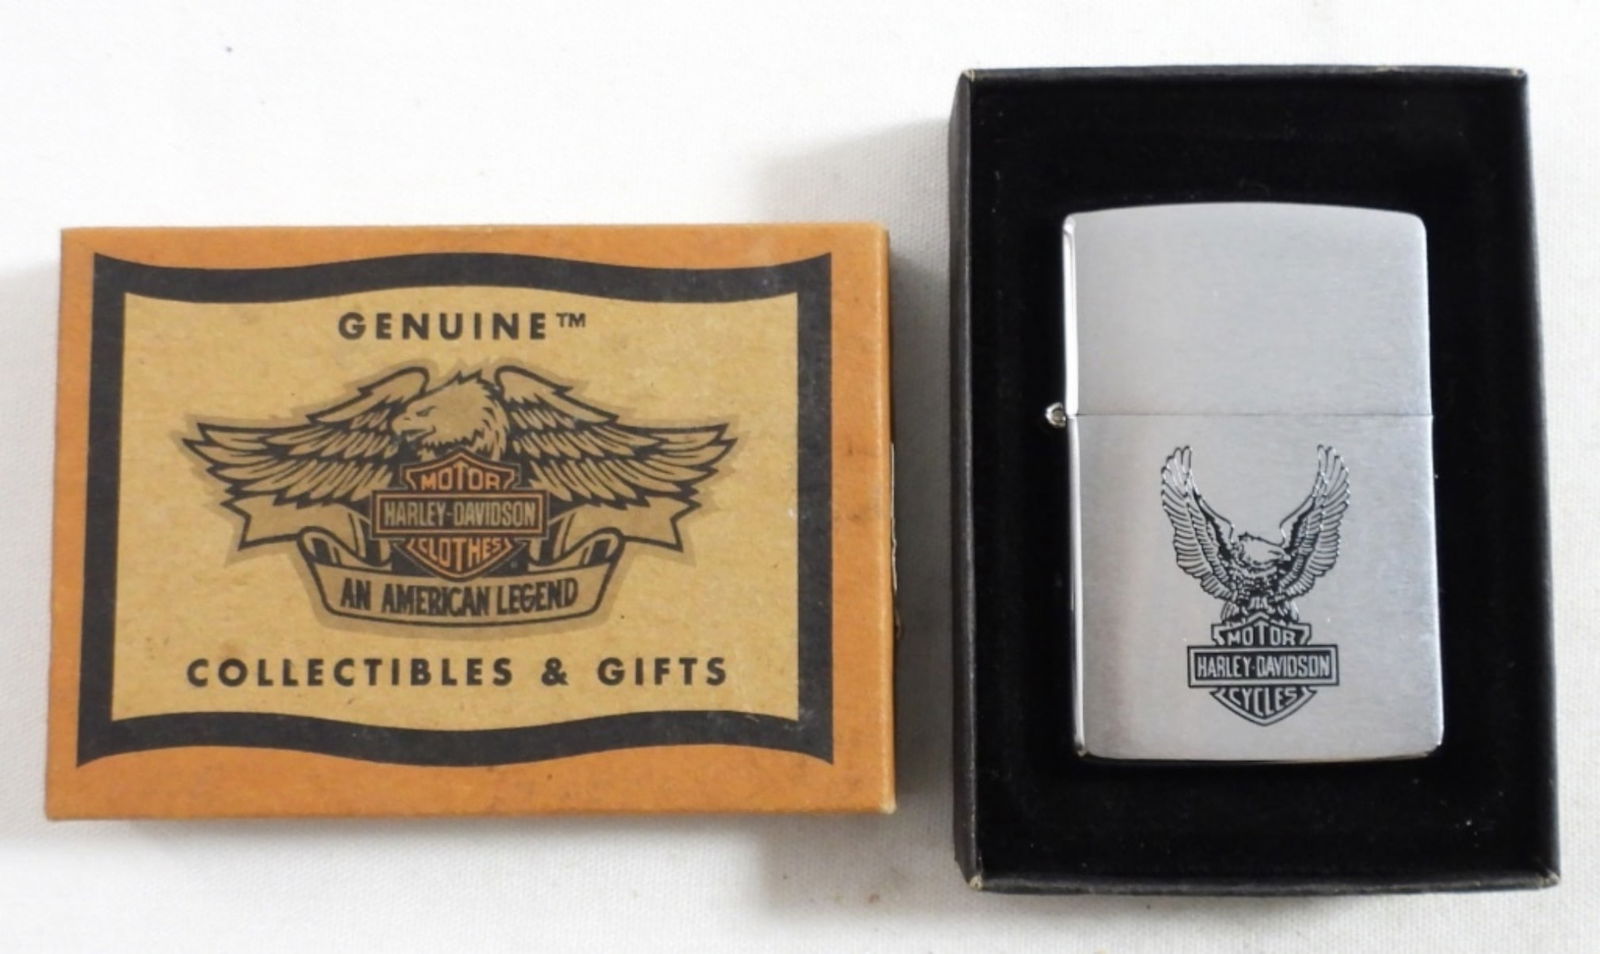 GENUINE™
MOTOR
HARLEY-DAVIDSON
CLOTHES
AN AMERICAN LEGEND
COLLECTIBLES & GIFTS
MOTOR
HARLEY-DAVIDSON
CYCLES